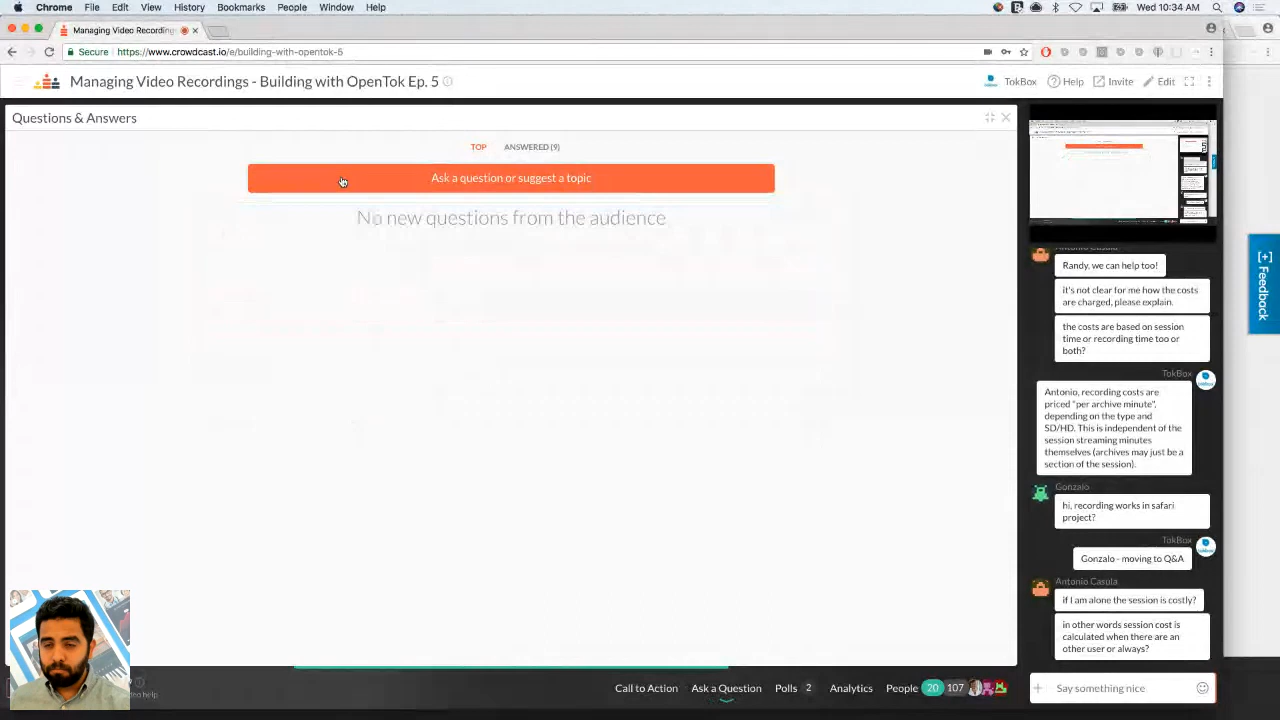 Chrome File Edit View History Bookmarks People Window Help Wed 10:34 AM
Managing Video Recording
Secure https://www.crowdcast.io/e/building-with-opentok-5
Managing Video Recordings - Building with OpenTok Ep. 5
TokBox Help Invite Edit
Questions & Answers
TOP ANSWERED (9)
Ask a question or suggest a topic
No new questions from the audience
Antonio Casula
Randy, we can help too!
it's not clear for me how the costs
are charged, please explain.
the costs are based on session
time or recording time too or
both?
TokBox
Antonio, recording costs are
priced "per archive minute",
depending on the type and
SD/HD. This is independent of the
session streaming minutes
themselves (archives may just be a
section of the session).
Gonzalo
hi, recording works in safari
project?
TokBox
Gonzalo - moving to Q&A
Antonio Casula
if I am alone the session is costly?
in other words session cost is
calculated when there are an
other user or always?
[+] Feedback
help
Call to Action Ask a Question Polls 2 Analytics People 20 107
Say something nice